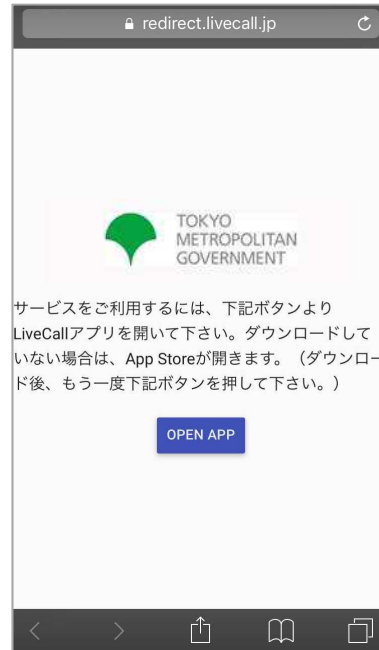 redirect.livecall.jp
TOKYO
METROPOLITAN
GOVERNMENT
サービスをご利用するには、下記ボタンより
LiveCallアプリを開いて下さい。ダウンロードして
いない場合は、App Storeが開きます。（ダウンロー
ド後、もう一度下記ボタンを押して下さい。）
OPEN APP